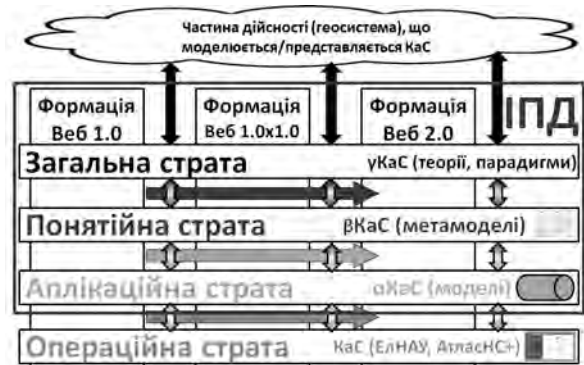 Частина дійсності (геосистема), що
моделюється/представляється КаС
Формація
Веб 1.0
Формація
Веб 1.0х1.0
Формація
Веб 2.0
ІПД
Загальна страта
γКаС (теорії, парадигми)
Понятійна страта
βКаС (метамоделі)
Аплікаційна страта
αКаС (моделі)
Операційна страта
КаС (ЕлНАУ, АтласНС+)